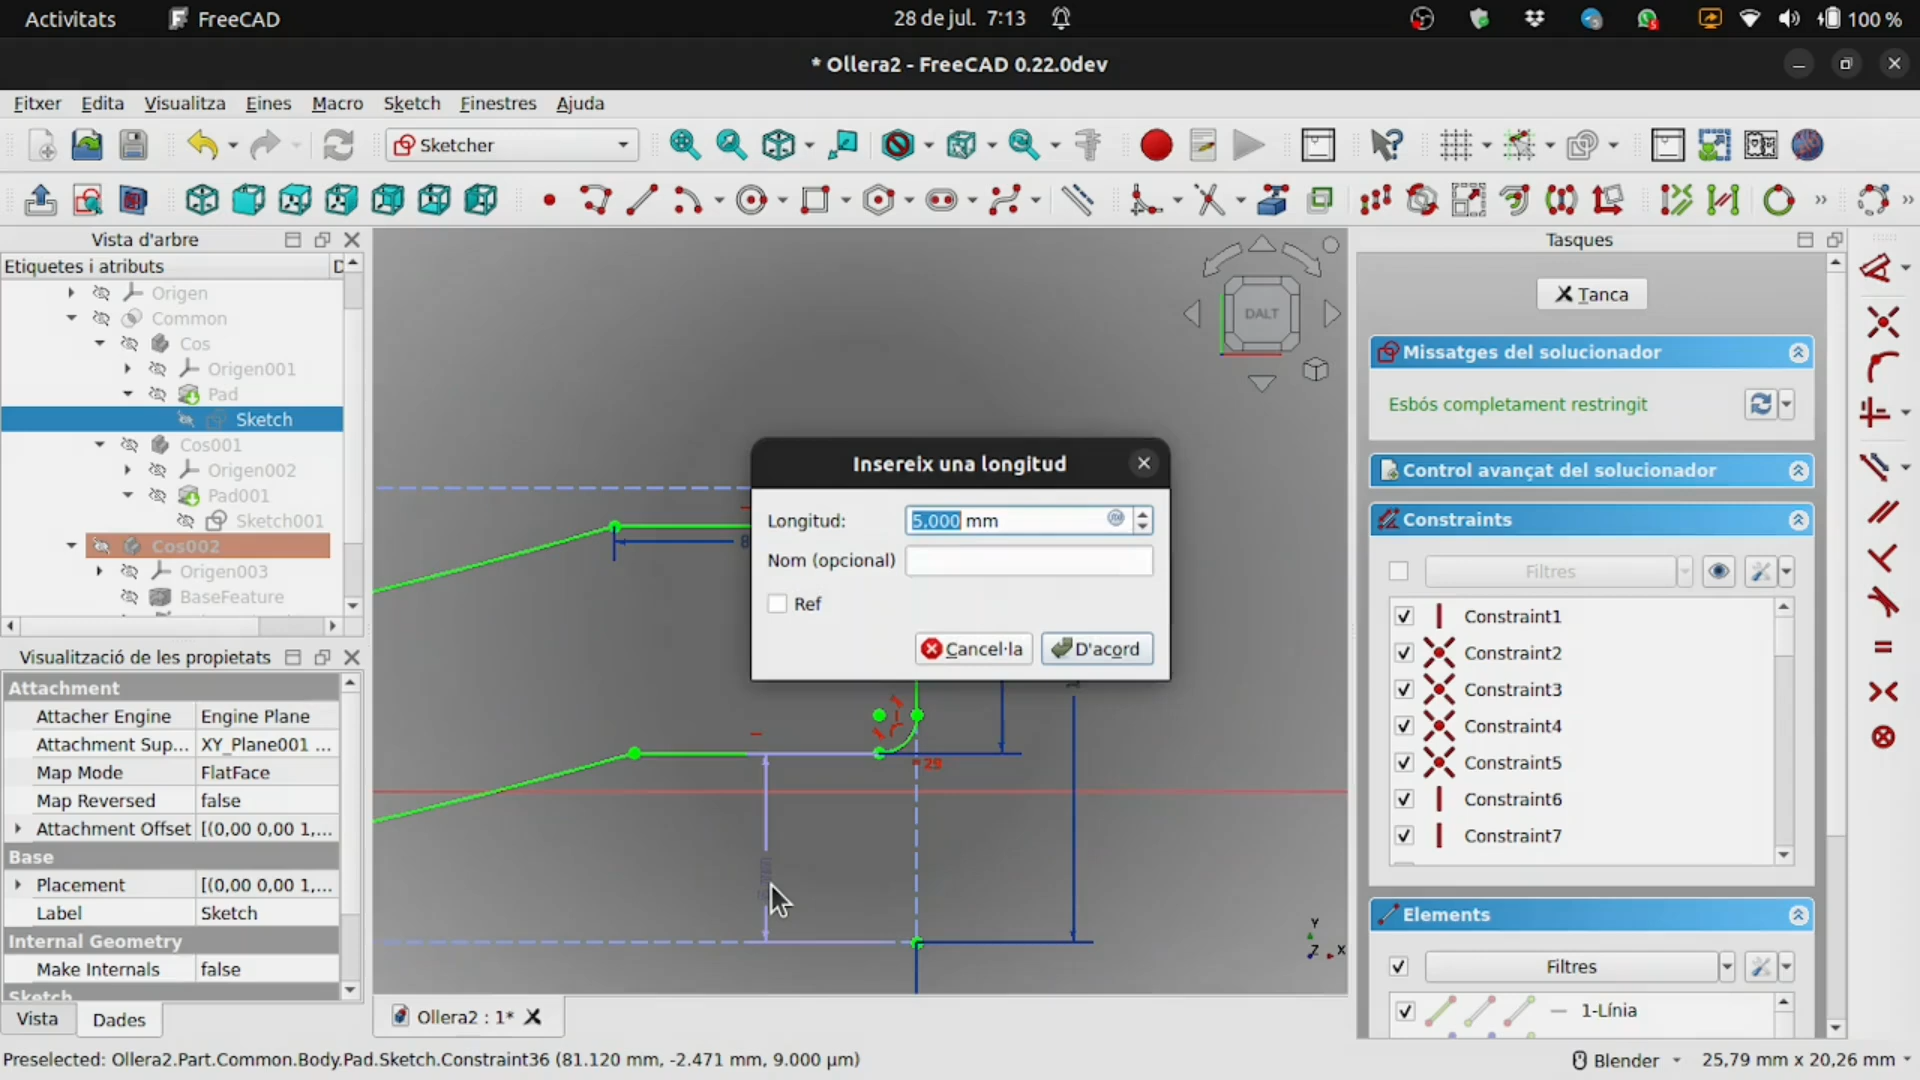 Activitats
FreeCAD
28 de jul. 7:13
100 %
* Ollera2 - FreeCAD 0.22.0dev
Fitxer Edita Visualitza Eines Macro Sketch Finestres Ajuda
Sketcher
Vista d'arbre
Etiquetes i atributs
Origen
Common
Cos
Origen001
Pad
Sketch
Cos001
Origen002
Pad001
Sketch001
Cos002
Origen003
BaseFeature
Visualització de les propietats
Attachment
Attacher Engine Engine Plane
Attachment Sup... XY_Plane001 ...
Map Mode FlatFace
Map Reversed false
Attachment Offset [(0,00 0,00 1,...
Base
Placement [(0,00 0,00 1,...
Label Sketch
Internal Geometry
Make Internals false
Sketch
Vista Dades
DALT
8
29
Y
Z X
Insereix una longitud
Longitud: 5.000 mm
Nom (opcional)
Ref
Cancel·la D'acord
Ollera2 : 1*
Tasques
Tanca
Missatges del solucionador
Esbós completament restringit
Control avançat del solucionador
Constraints
Filtres
Constraint1
Constraint2
Constraint3
Constraint4
Constraint5
Constraint6
Constraint7
Elements
Filtres
1-Línia
Preselected: Ollera2.Part.Common.Body.Pad.Sketch.Constraint36 (81.120 mm, -2.471 mm, 9.000 µm)
Blender
25,79 mm x 20,26 mm